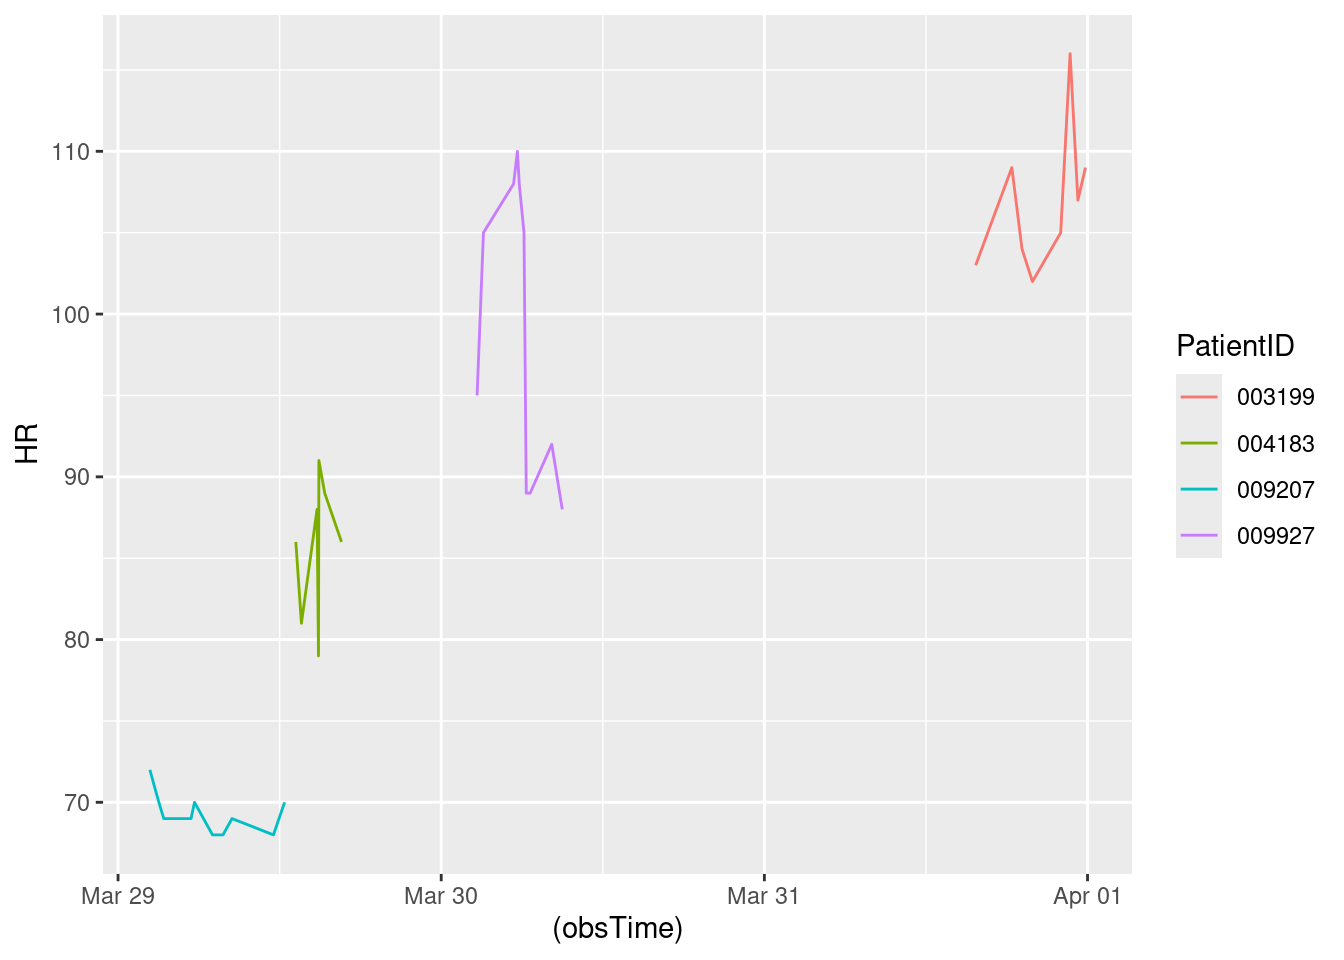 110
100
90
80
70
HR
Mar 29
Mar 30
Mar 31
Apr 01
(obsTime)
PatientID
003199
004183
009207
009927